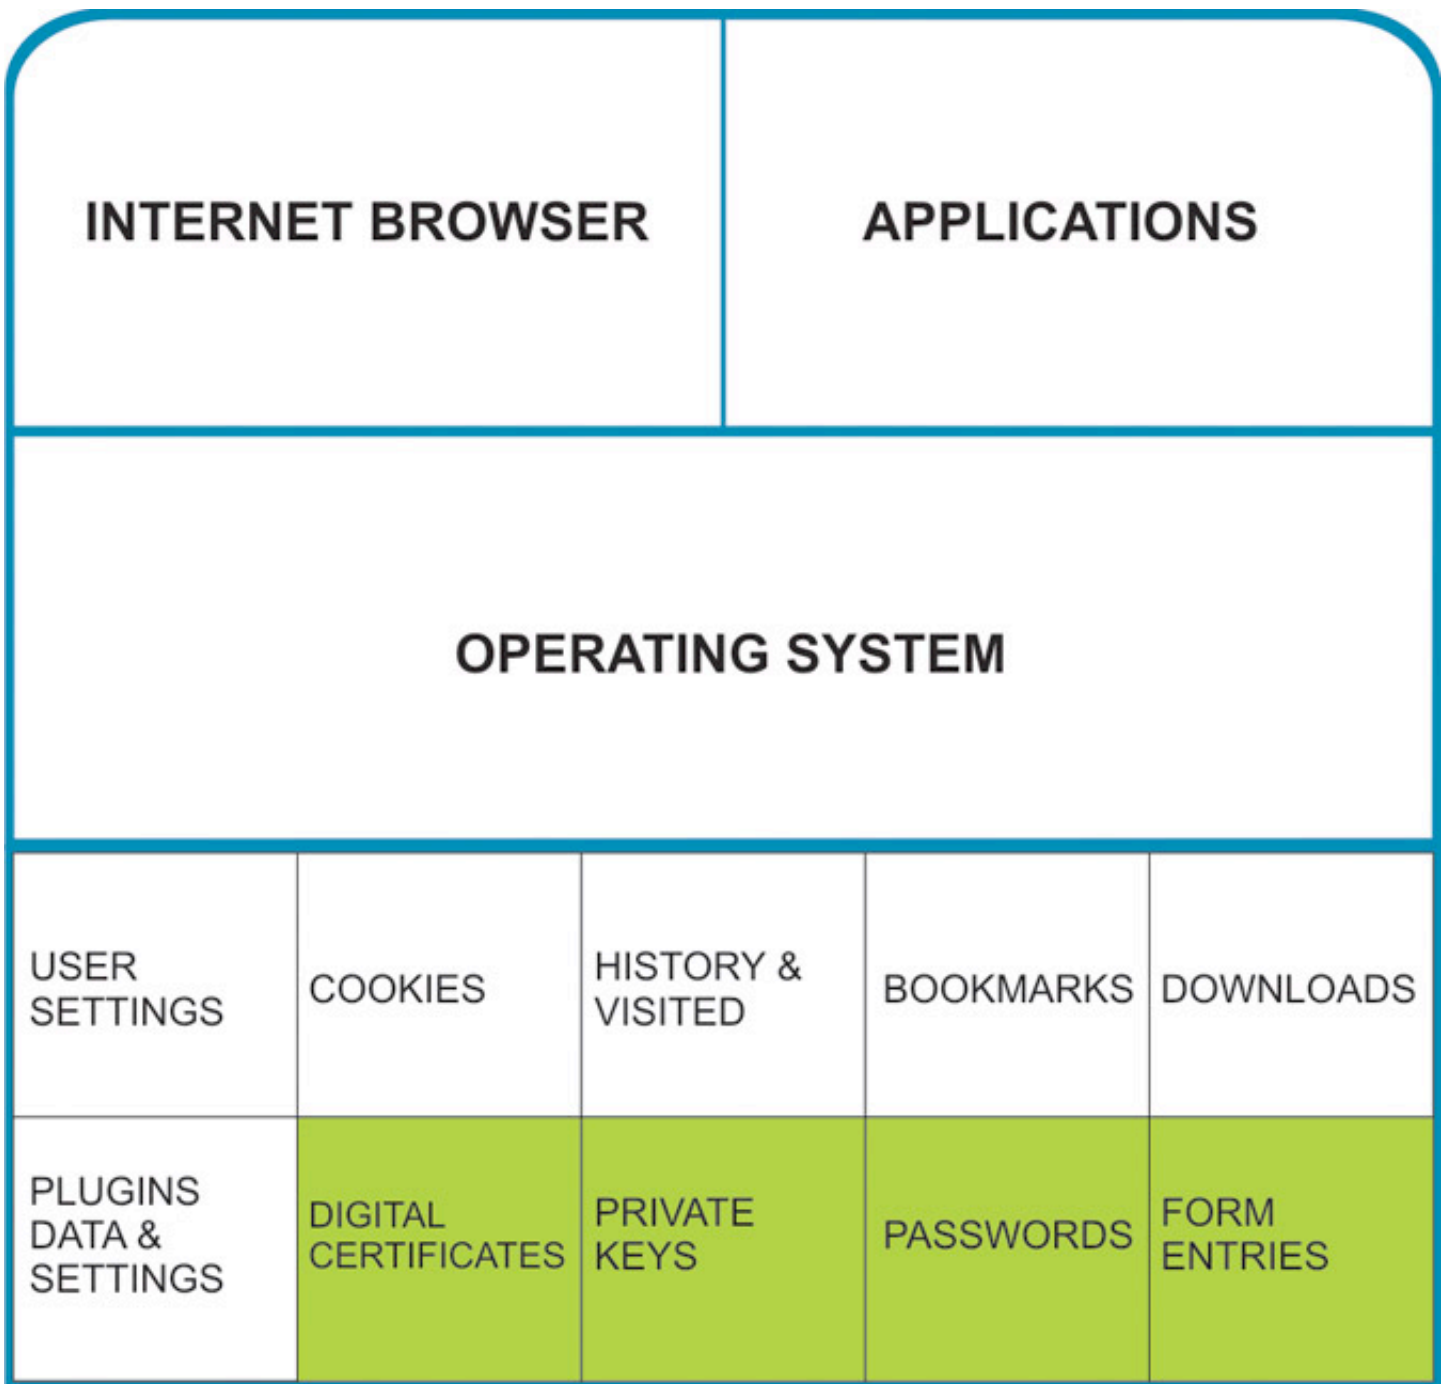 INTERNET BROWSER
APPLICATIONS
OPERATING SYSTEM
USER
SETTINGS
COOKIES
HISTORY &
VISITED
BOOKMARKS
DOWNLOADS
PLUGINS
DATA &
SETTINGS
DIGITAL
CERTIFICATES
PRIVATE
KEYS
PASSWORDS
FORM
ENTRIES